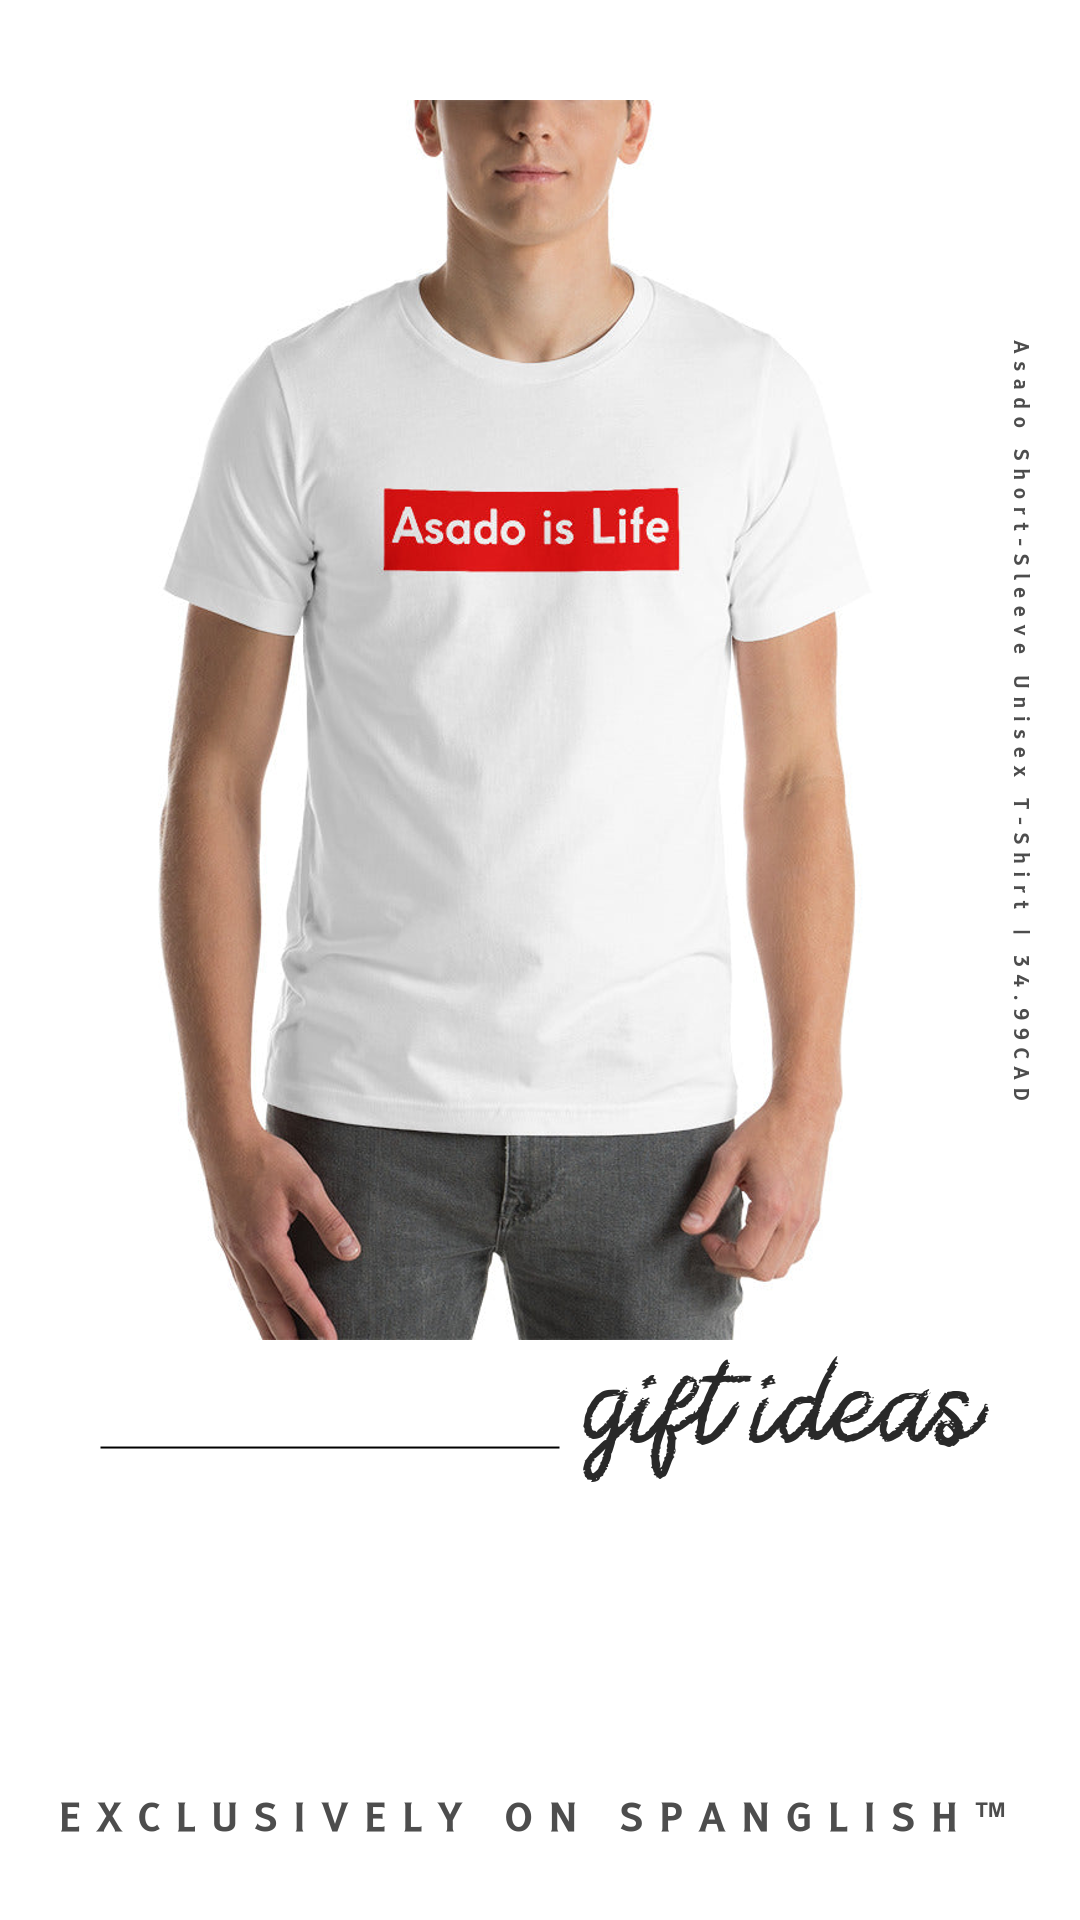 Asado is Life
Asado Short-Sleeve Unisex T-Shirt | 34.99CAD
gift ideas
EXCLUSIVELY ON SPANGLISH™